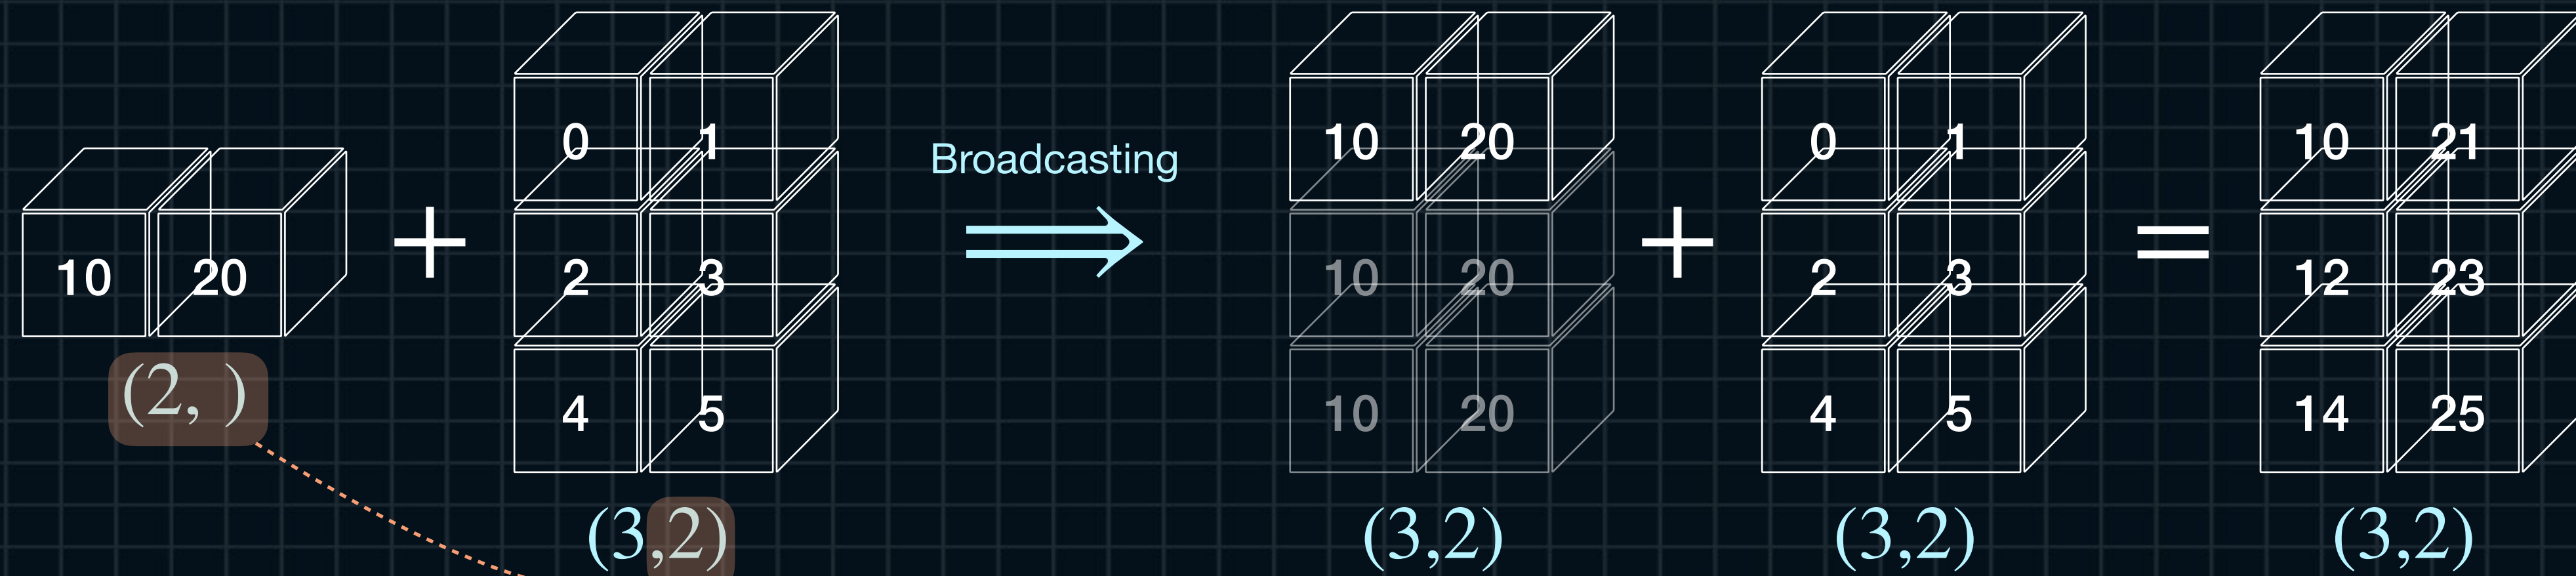 10 20 + 0 1
2 3
4 5
(2, )
(3,2)
Broadcasting
⟹
10 20 + 0 1 = 10 21
10 20 2 3 12 23
10 20 4 5 14 25
(3,2) (3,2) (3,2)